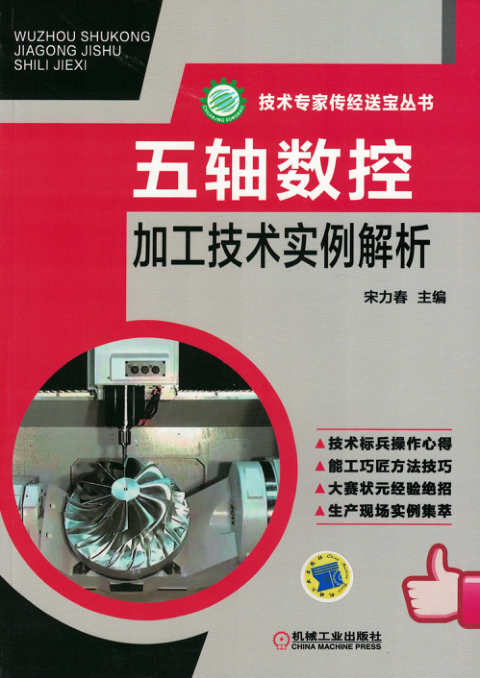 WUZHOU SHUKONG
JIAGONG JISHU
SHILI JIEXI
技术专家传经送宝丛书
五轴数控
加工技术实例解析
宋力春 主编
▲技术标兵操作心得
▲能工巧匠方法技巧
▲大赛状元经验绝招
▲生产现场实例集萃
机械工业出版社
CHINA MACHINE PRESS